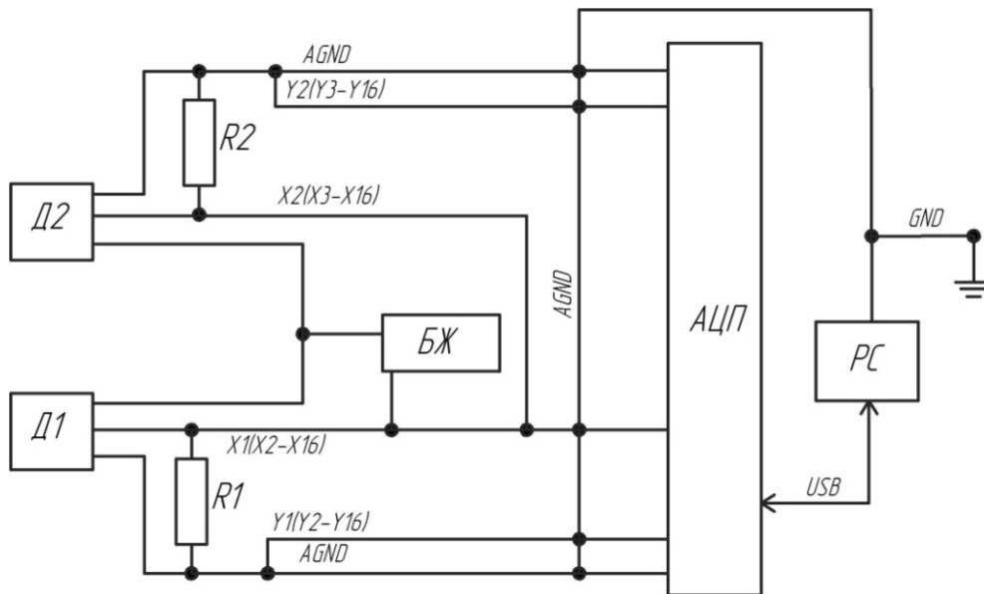 AGND
Y2(Y3-Y16)
R2
X2(X3-X16)
Д2
GND
AGND
АЦП
БЖ
PC
Д1
X1(X2-X16)
R1
USB
Y1(Y2-Y16)
AGND